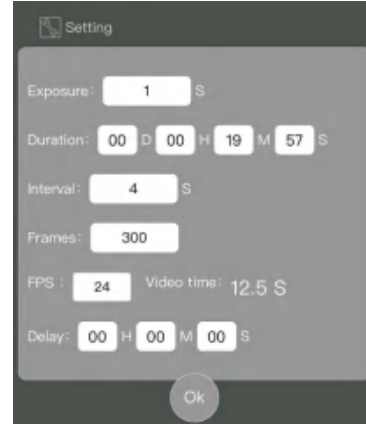 Setting
Exposure: 1 S
Duration: 00 D 00 H 19 M 57 S
Interval: 4 S
Frames: 300
FPS : 24 Video time: 12.5 S
Delay: 00 H 00 M 00 S
Ok